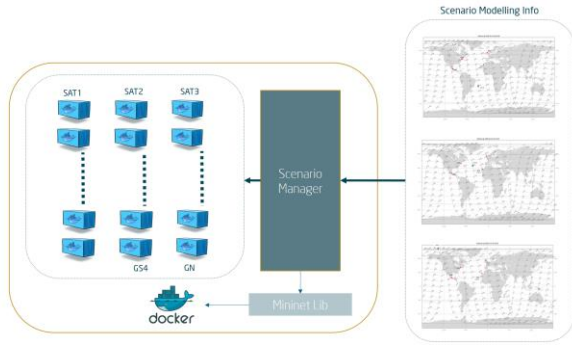 Scenario Modelling Info
SAT1
SAT2
SAT3
Scenario
Manager
GS4
GN
docker
Mininet Lib